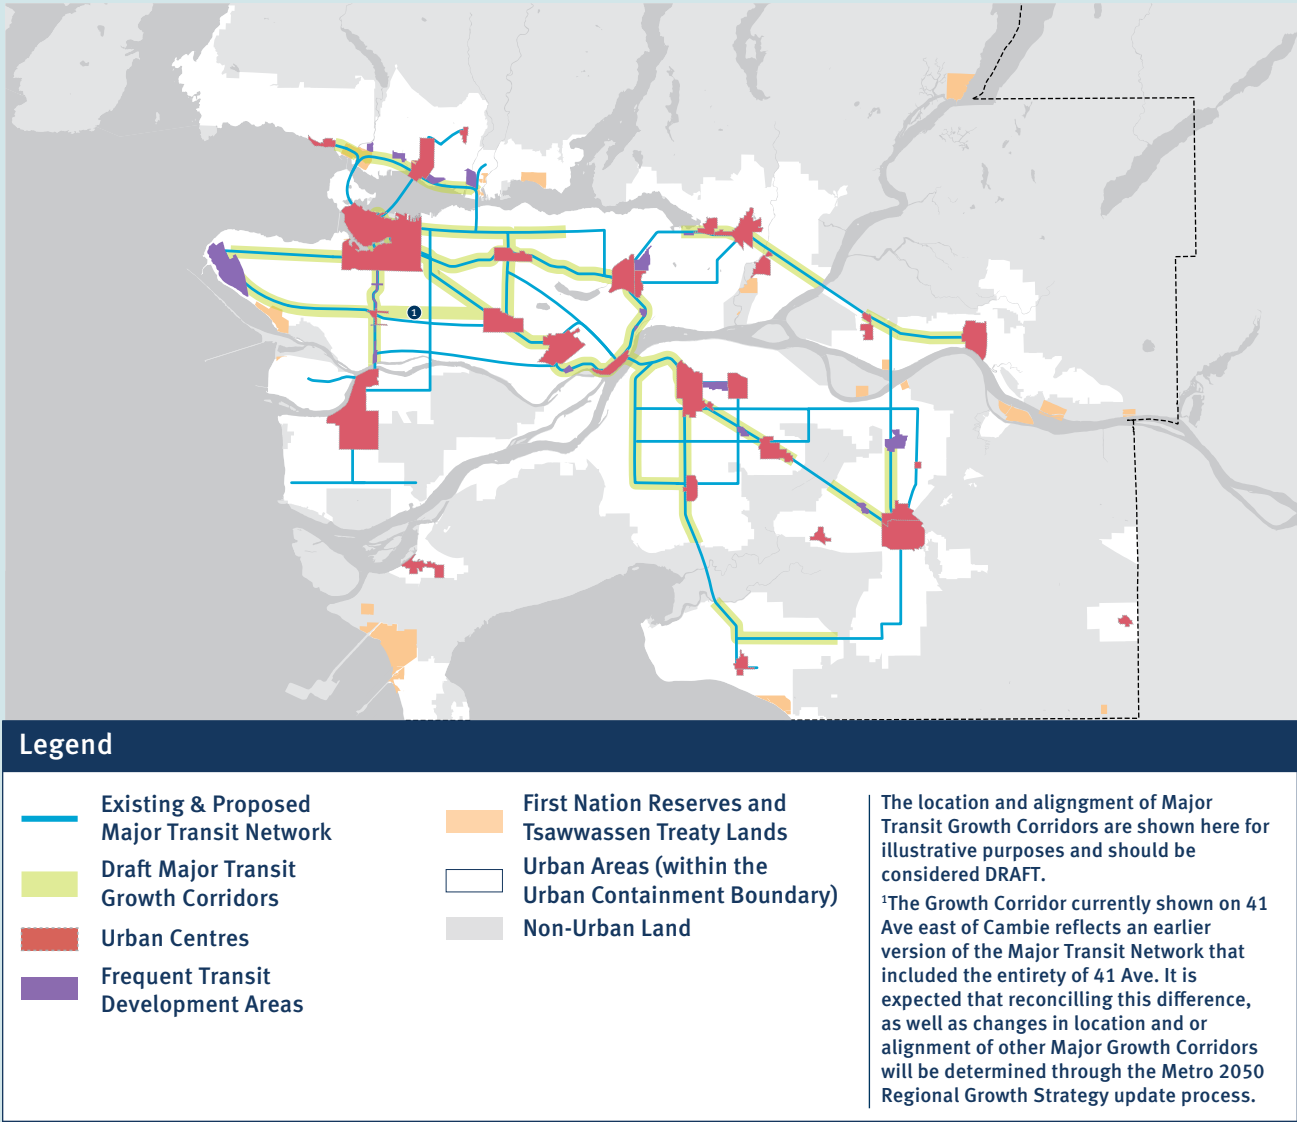 1
Legend
Existing & Proposed
Major Transit Network
Draft Major Transit
Growth Corridors
Urban Centres
Frequent Transit
Development Areas
First Nation Reserves and
Tsawwassen Treaty Lands
Urban Areas (within the
Urban Containment Boundary)
Non-Urban Land
The location and aligngment of Major
Transit Growth Corridors are shown here for
illustrative purposes and should be
considered DRAFT.
¹The Growth Corridor currently shown on 41
Ave east of Cambie reflects an earlier
version of the Major Transit Network that
included the entirety of 41 Ave. It is
expected that reconcilling this difference,
as well as changes in location and or
alignment of other Major Growth Corridors
will be determined through the Metro 2050
Regional Growth Strategy update process.